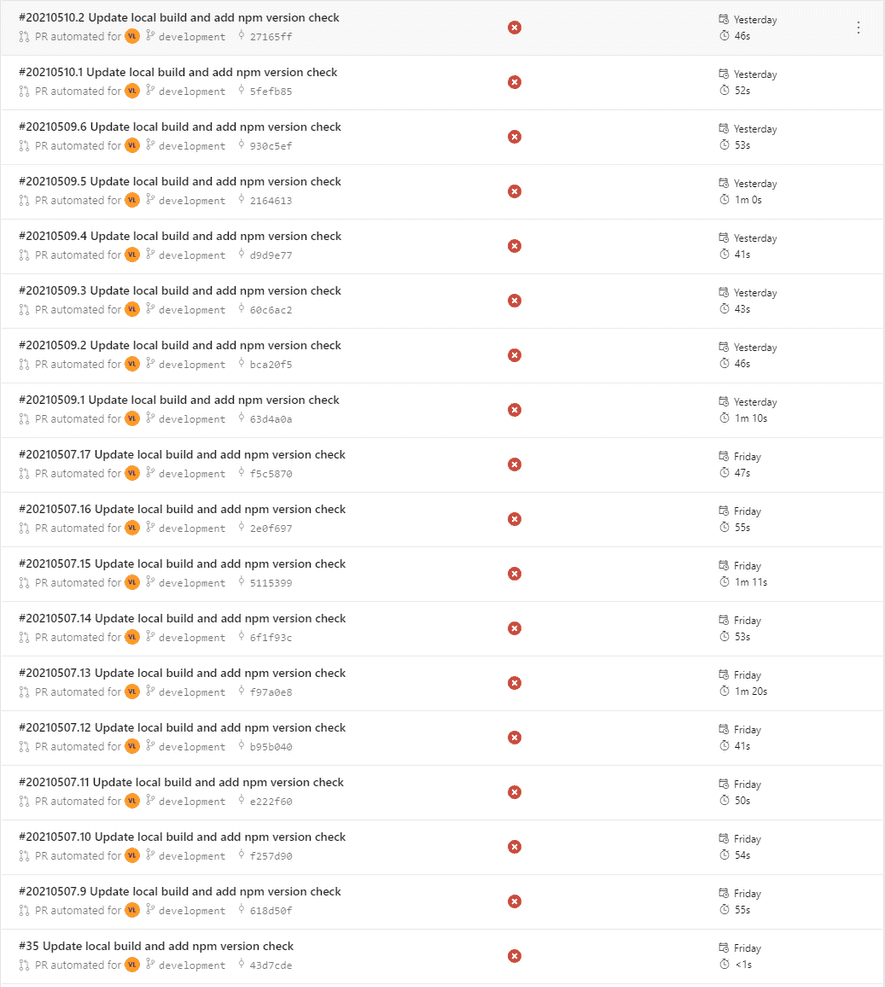 #20210510.2 Update local build and add npm version check
Yesterday
PR automated for VL development 27165ff
46s
#20210510.1 Update local build and add npm version check
Yesterday
PR automated for VL development 5fefb85
52s
#20210509.6 Update local build and add npm version check
Yesterday
PR automated for VL development 930c5ef
53s
#20210509.5 Update local build and add npm version check
Yesterday
PR automated for VL development 2164613
1m 0s
#20210509.4 Update local build and add npm version check
Yesterday
PR automated for VL development d9d9e77
41s
#20210509.3 Update local build and add npm version check
Yesterday
PR automated for VL development 60c6ac2
43s
#20210509.2 Update local build and add npm version check
Yesterday
PR automated for VL development bca20f5
46s
#20210509.1 Update local build and add npm version check
Yesterday
PR automated for VL development 63d4a0a
1m 10s
#20210507.17 Update local build and add npm version check
Friday
PR automated for VL development f5c5870
47s
#20210507.16 Update local build and add npm version check
Friday
PR automated for VL development 2e0f697
55s
#20210507.15 Update local build and add npm version check
Friday
PR automated for VL development 5115399
1m 11s
#20210507.14 Update local build and add npm version check
Friday
PR automated for VL development 6f1f93c
53s
#20210507.13 Update local build and add npm version check
Friday
PR automated for VL development f97a0e8
1m 20s
#20210507.12 Update local build and add npm version check
Friday
PR automated for VL development b95b040
41s
#20210507.11 Update local build and add npm version check
Friday
PR automated for VL development e222f60
50s
#20210507.10 Update local build and add npm version check
Friday
PR automated for VL development f257d90
54s
#20210507.9 Update local build and add npm version check
Friday
PR automated for VL development 618d50f
55s
#35 Update local build and add npm version check
Friday
PR automated for VL development 43d7cde
<1s